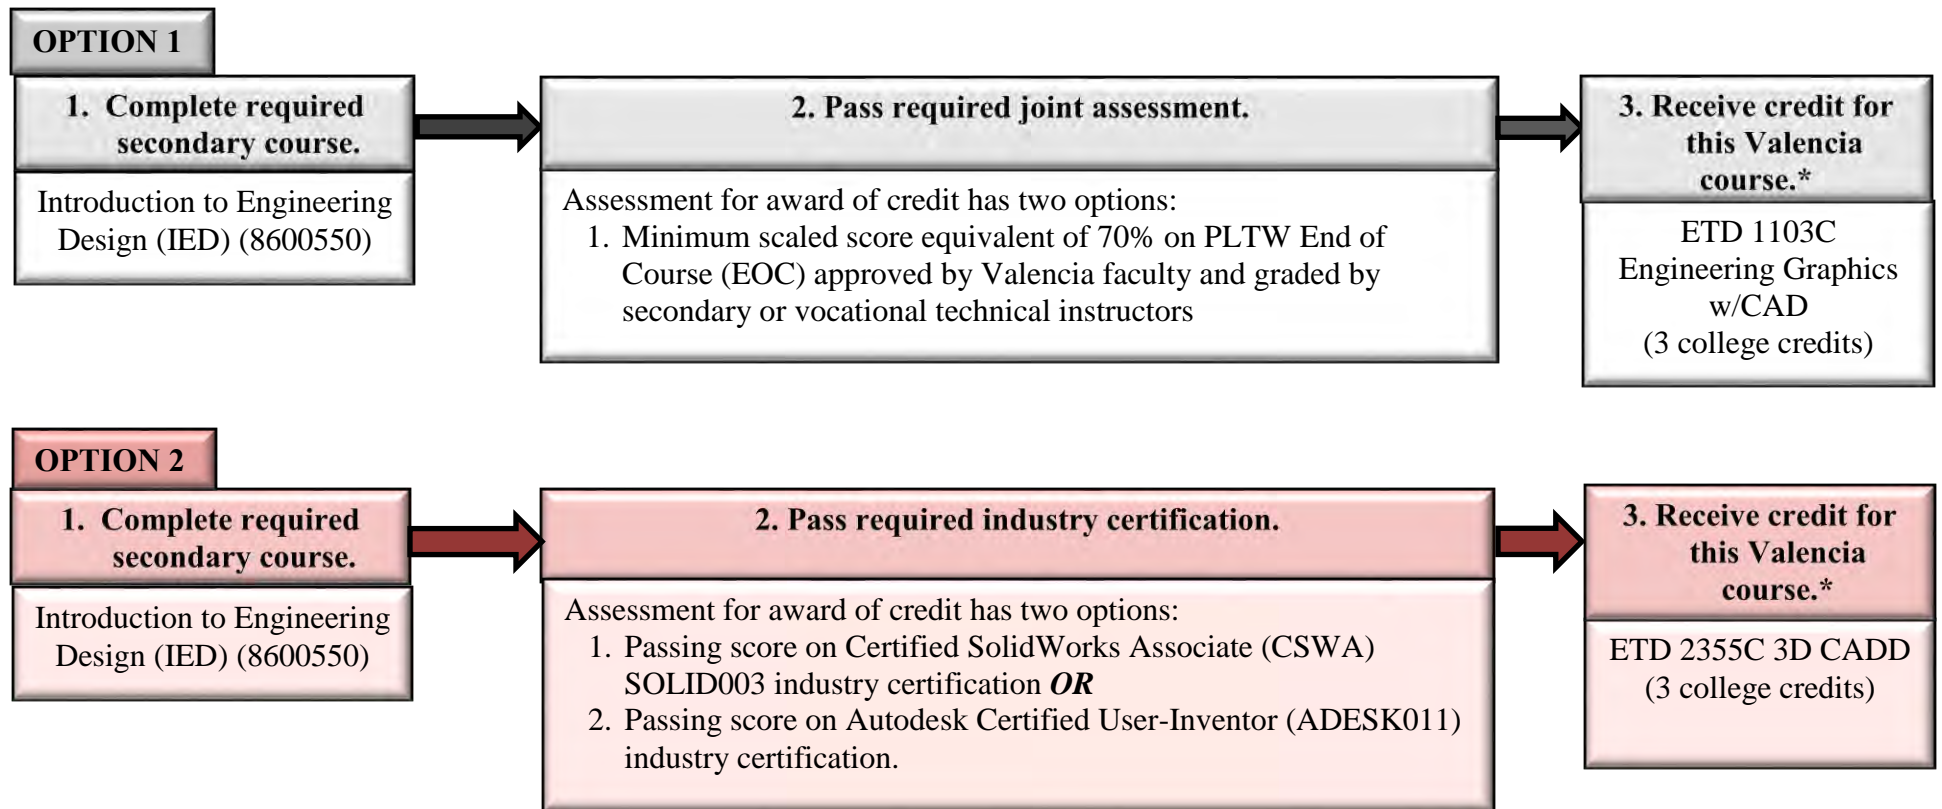 OPTION 1
1. Complete required
secondary course.
Introduction to Engineering
Design (IED) (8600550)
2. Pass required joint assessment.
Assessment for award of credit has two options:
1. Minimum scaled score equivalent of 70% on PLTW End of
Course (EOC) approved by Valencia faculty and graded by
secondary or vocational technical instructors
3. Receive credit for
this Valencia
course.*
ETD 1103C
Engineering Graphics
w/CAD
(3 college credits)
OPTION 2
1. Complete required
secondary course.
Introduction to Engineering
Design (IED) (8600550)
2. Pass required industry certification.
Assessment for award of credit has two options:
1. Passing score on Certified SolidWorks Associate (CSWA)
SOLID003 industry certification OR
2. Passing score on Autodesk Certified User-Inventor (ADESK011)
industry certification.
3. Receive credit for
this Valencia
course.*
ETD 2355C 3D CADD
(3 college credits)